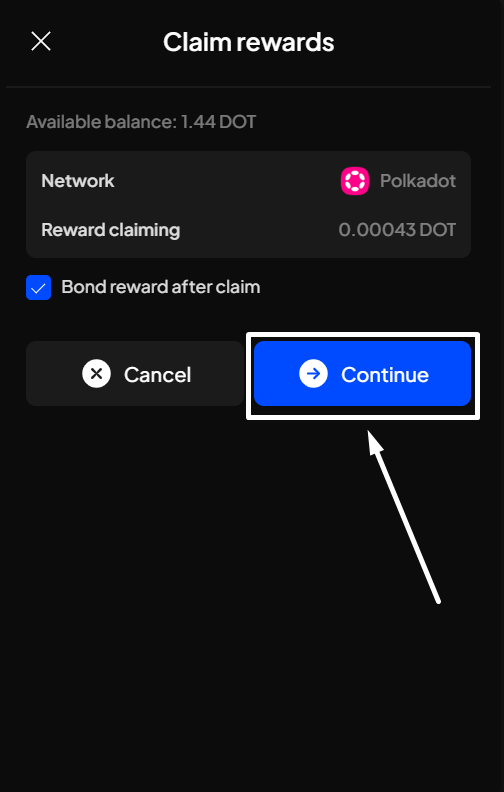 Claim rewards
Available balance: 1.44 DOT
Network Polkadot
Reward claiming 0.00043 DOT
Bond reward after claim
Cancel Continue